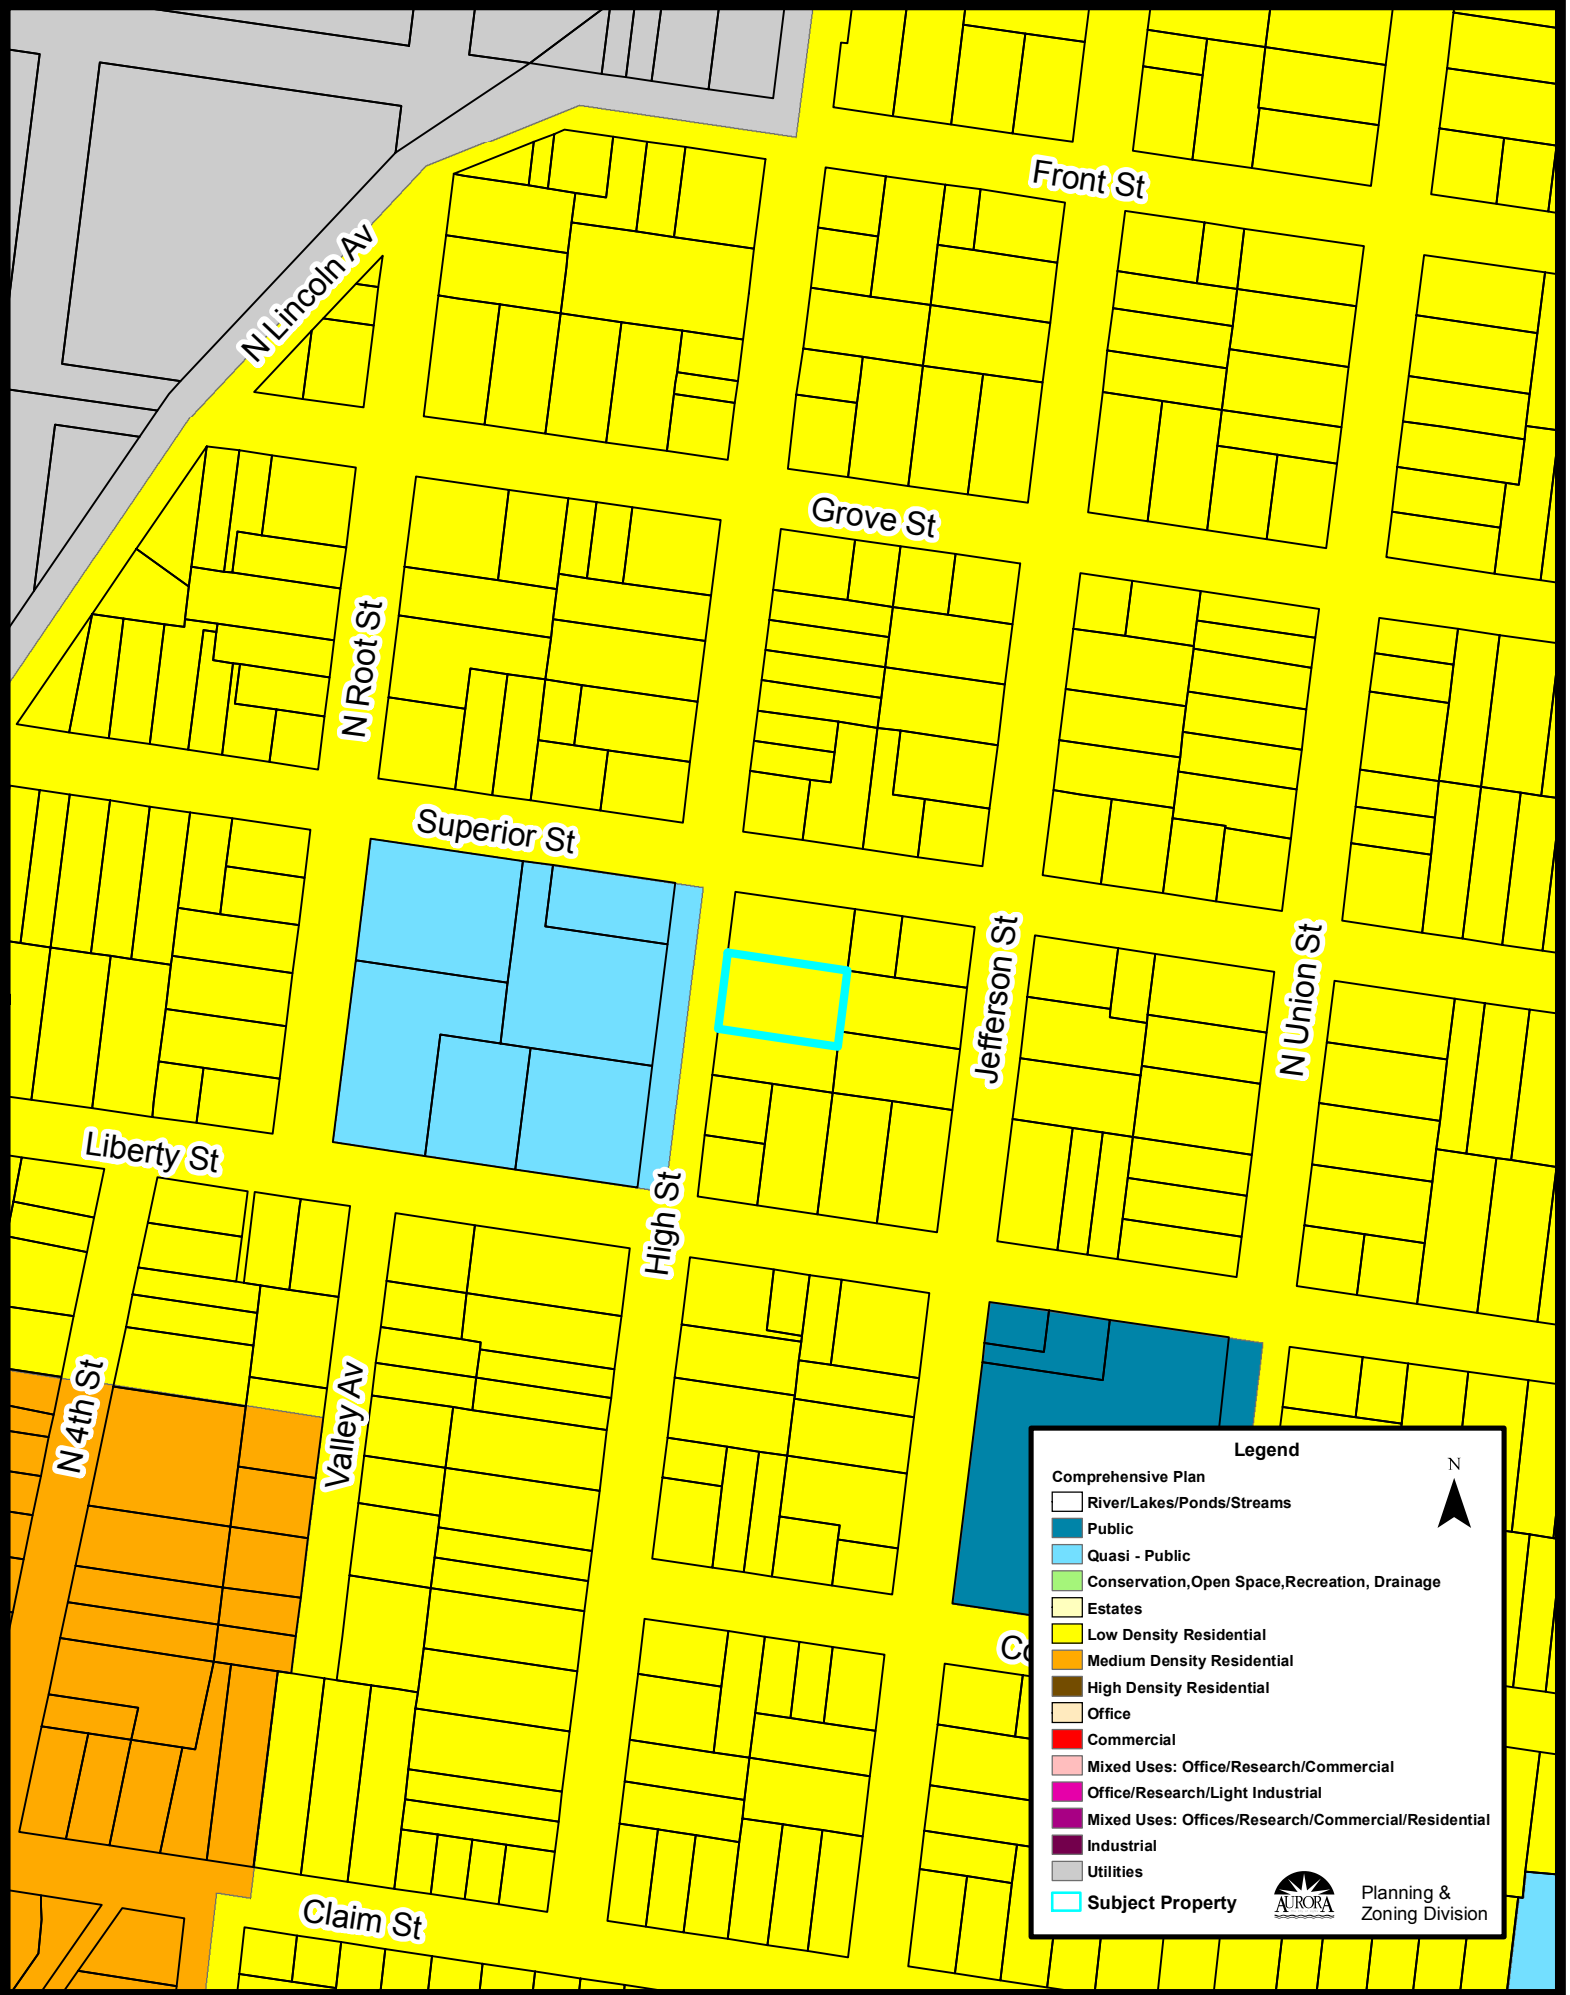 Front St
N Lincoln Av
Grove St
N Root St
Superior St
Jefferson St
N Union St
Liberty St
High St
N 4th St
Valley Av
Co
Claim St
Legend
N
Comprehensive Plan
River/Lakes/Ponds/Streams
Public
Quasi - Public
Conservation,Open Space,Recreation, Drainage
Estates
Low Density Residential
Medium Density Residential
High Density Residential
Office
Commercial
Mixed Uses: Office/Research/Commercial
Office/Research/Light Industrial
Mixed Uses: Offices/Research/Commercial/Residential
Industrial
Utilities
Subject Property
AURORA
Planning &
Zoning Division